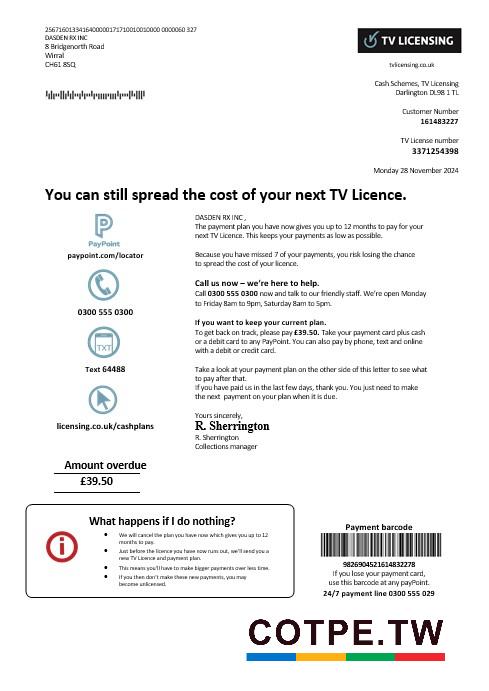 25671601334164000001717100100100000 0000060 327
DASDEN RX INC
8 Bridgenorth Road
Wirral
CH61 8SQ
TV LICENSING
tvlicensing.co.uk
Cash Schemes, TV Licensing
Darlington DL98 1 TL
Customer Number
161483227
TV License number
3371254398
Monday 28 November 2024
You can still spread the cost of your next TV Licence.
PayPoint
paypoint.com/locator
0300 555 0300
TXT
Text 64488
licensing.co.uk/cashplans
Amount overdue
£39.50
DASDEN RX INC ,
The payment plan you have now gives you up to 12 months to pay for your
next TV Licence. This keeps your payments as low as possible.
Because you have missed 7 of your payments, you risk losing the chance
to spread the cost of your licence.
Call us now – we're here to help.
Call 0300 555 0300 now and talk to our friendly staff. We're open Monday
to Friday 8am to 9pm, Saturday 8am to 5pm.
If you want to keep your current plan.
To get back on track, please pay £39.50. Take your payment card plus cash
or a debit card to any PayPoint. You can also pay by phone, text and online
with a debit or credit card.
Take a look at your payment plan on the other side of this letter to see what
to pay after that.
If you have paid us in the last few days, thank you. You just need to make
the next payment on your plan when it is due.
Yours sincerely,
R. Sherrington
R. Sherrington
Collections manager
What happens if I do nothing?
• We will cancel the plan you have now which gives you up to 12
months to pay.
• Just before the licence you have now runs out, we'll send you a
new TV Licence and payment plan.
• This means you'll have to make bigger payments over less time.
• If you then don't make these new payments, you may
become unlicensed.
Payment barcode
9826904521614832278
If you lose your payment card,
use this barcode at any payPoint.
24/7 payment line 0300 555 029
COTPE.TW